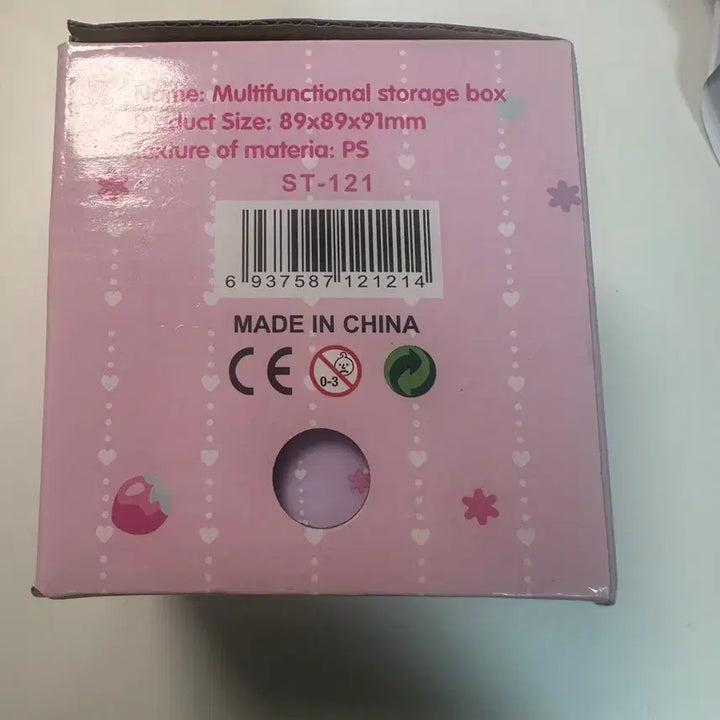 Name: Multifunctional storage box
Product Size: 89x89x91mm
Texture of materia: PS
ST-121
6 937587 121214
MADE IN CHINA
CE
0-3